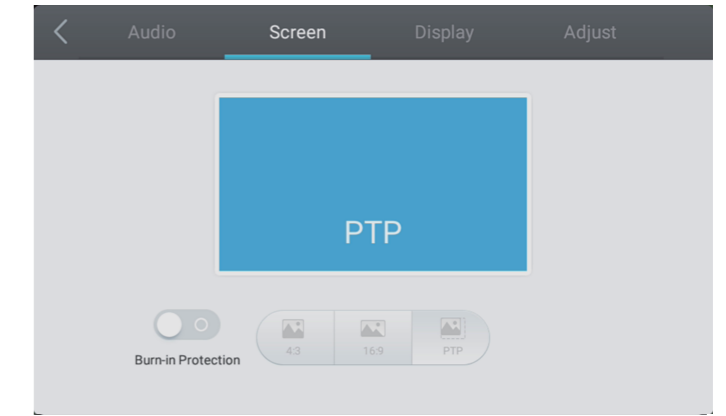 Audio Screen Display Adjust
PTP
4:3 16:9 PTP
Burn-in Protection